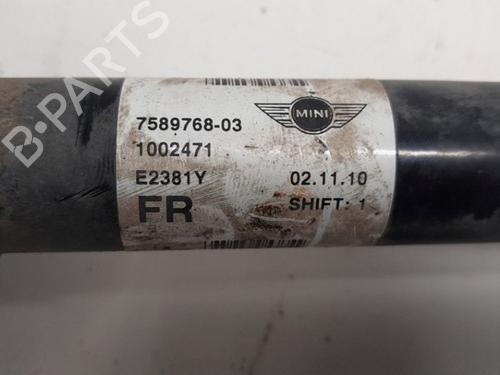 B-PARTS
MINI
7589768-03
1002471
E2381Y 02.11.10
FR SHIFT: 1